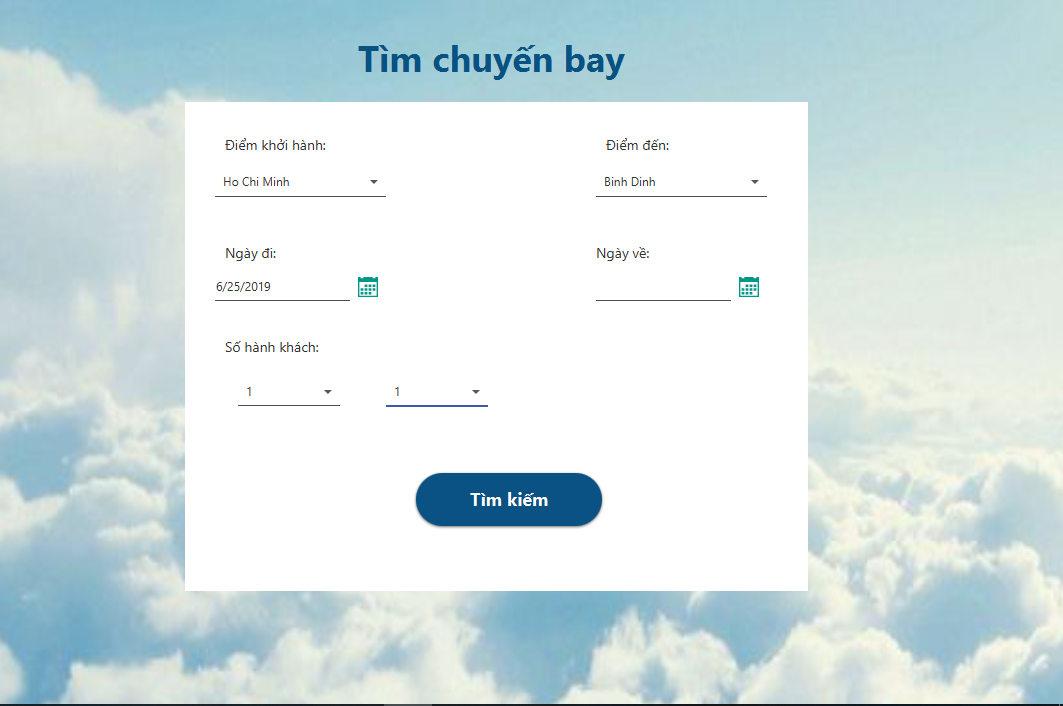 Tìm chuyến bay
Điểm khởi hành: Điểm đến:
Ho Chi Minh Binh Dinh
Ngày đi: Ngày về:
6/25/2019
Số hành khách:
1 1
Tìm kiếm